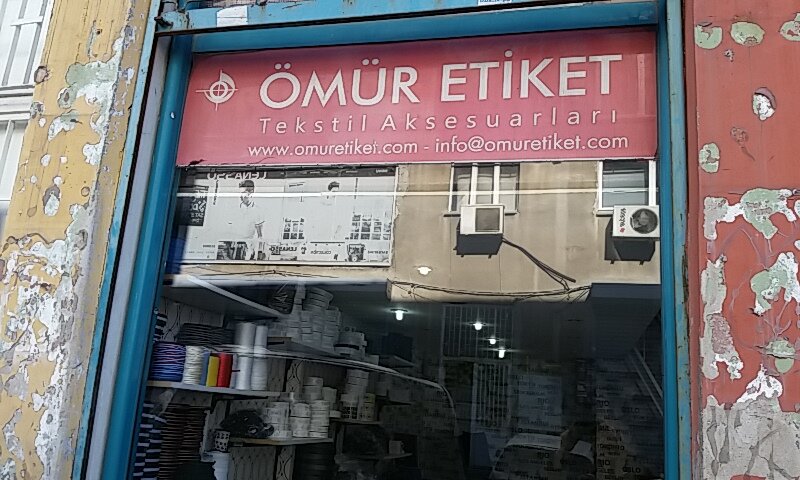 ÖMÜR ETİKET
Tekstil Aksesuarları
www.omuretiket.com - info@omuretiket.com